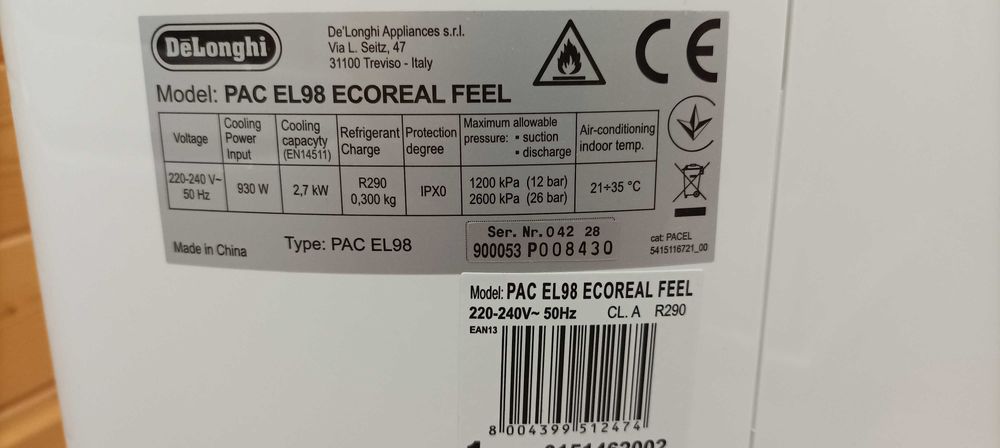 DeLonghi
De'Longhi Appliances s.r.l.
Via L. Seitz, 47
31100 Treviso - Italy
CE
Model: PAC EL98 ECOREAL FEEL
Voltage
Cooling
Power
Input
Cooling
capacyty
(EN14511)
Refrigerant
Charge
Protection
degree
Maximum allowable
pressure: ▪ suction
▪ discharge
Air-conditioning
indoor temp.
220-240 V~
50 Hz
930 W
2,7 kW
R290
0,300 kg
IPX0
1200 kPa (12 bar)
2600 kPa (26 bar)
21÷35 °C
Made in China
Type: PAC EL98
Ser. Nr. 042 28
900053 P008430
cat: PACEL
5415116721_00
Model: PAC EL98 ECOREAL FEEL
220-240V~ 50Hz CL. A R290
EAN13
8 004399 512474